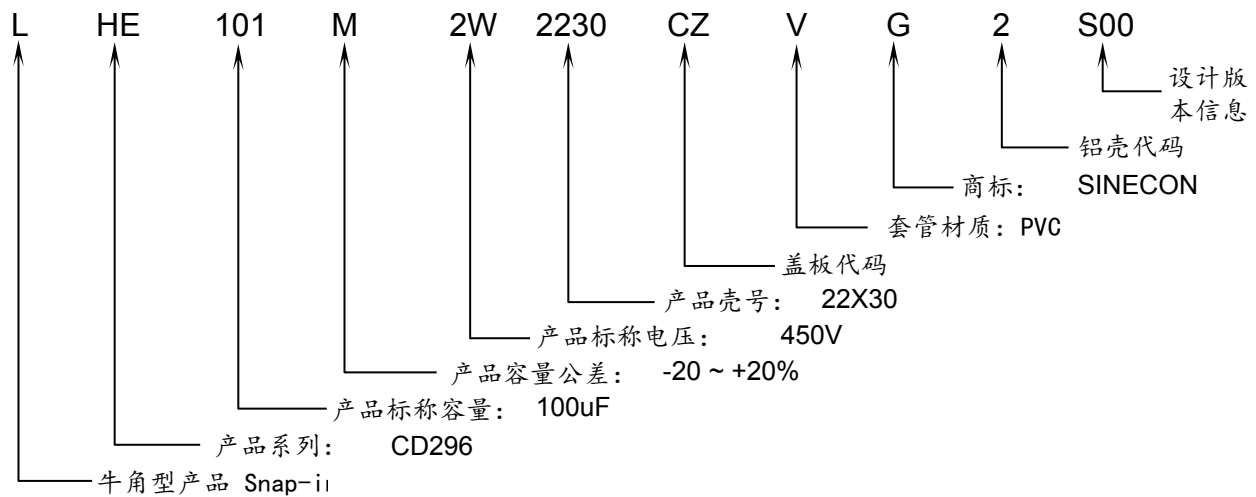 L HE 101 M 2W 2230 CZ V G 2 S00
设计版
本信息
铝壳代码
商标： SINECON
套管材质：PVC
盖板代码
产品壳号： 22X30
产品标称电压： 450V
产品容量公差： -20 ~ +20%
产品标称容量： 100uF
产品系列： CD296
牛角型产品